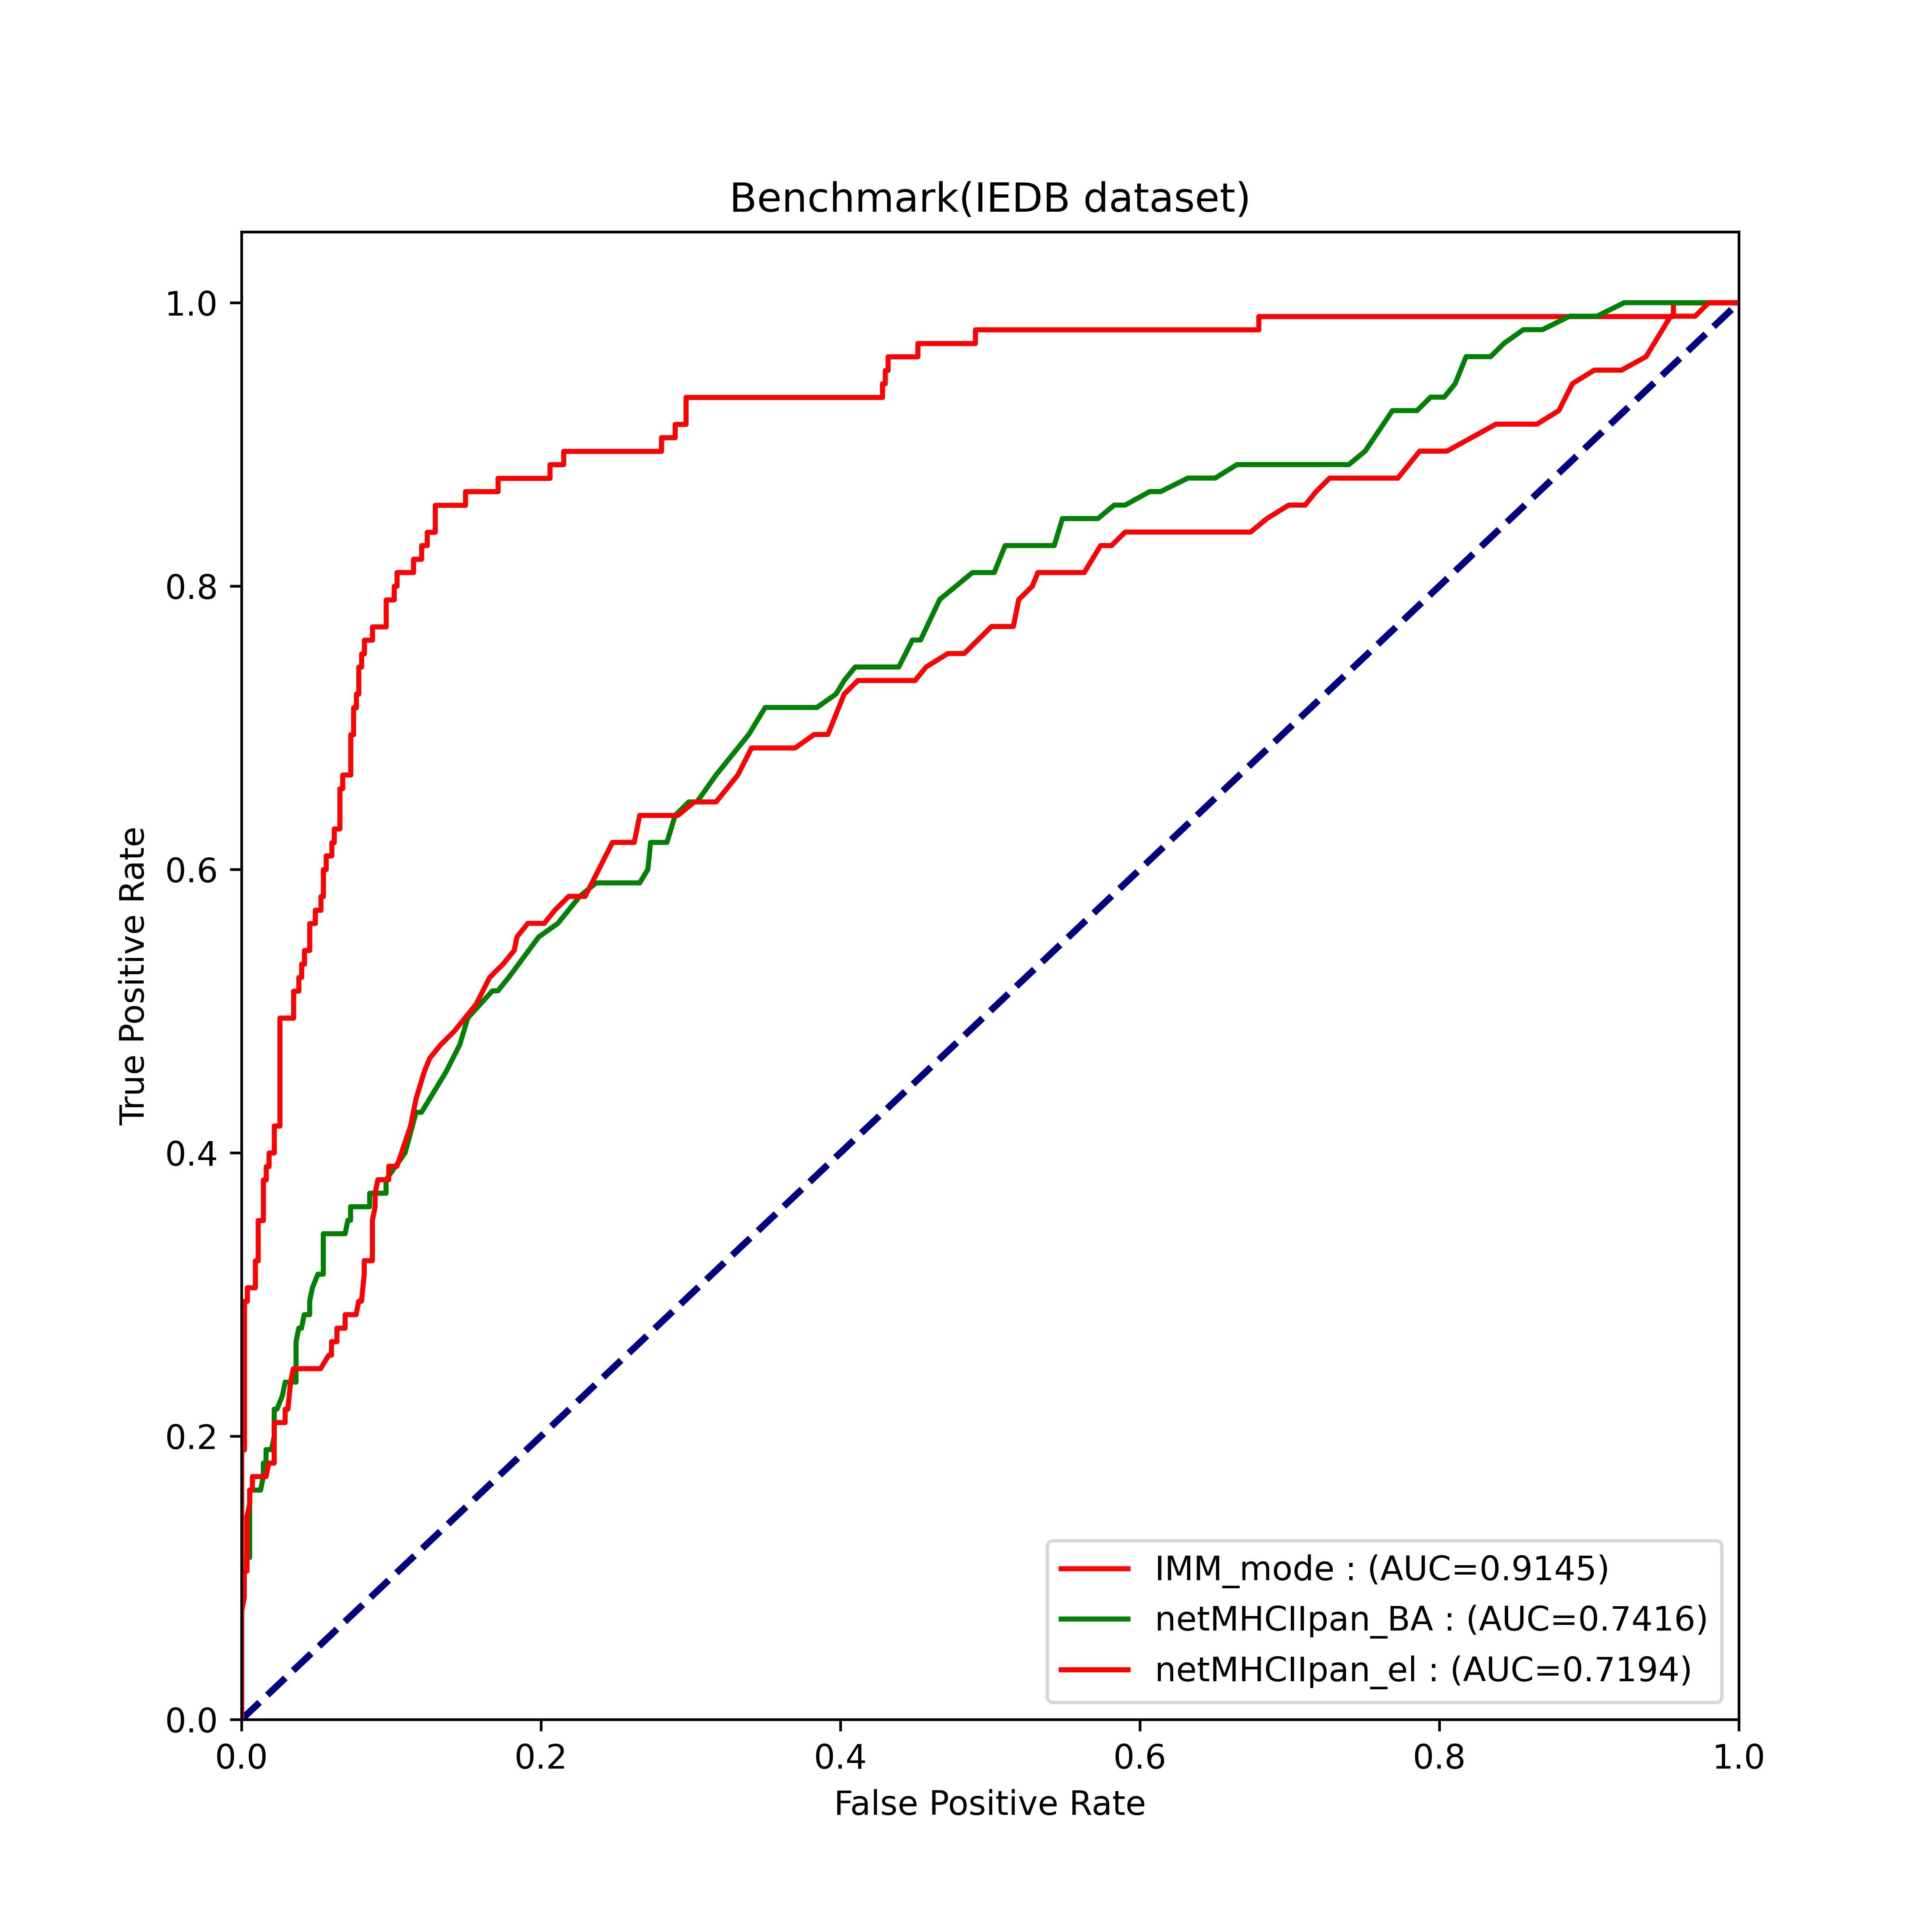 Benchmark(IEDB dataset)
1.0
0.8
0.6
0.4
0.2
0.0
True Positive Rate
0.0 0.2 0.4 0.6 0.8 1.0
False Positive Rate
IMM_mode : (AUC=0.9145)
netMHCIIpan_BA : (AUC=0.7416)
netMHCIIpan_el : (AUC=0.7194)